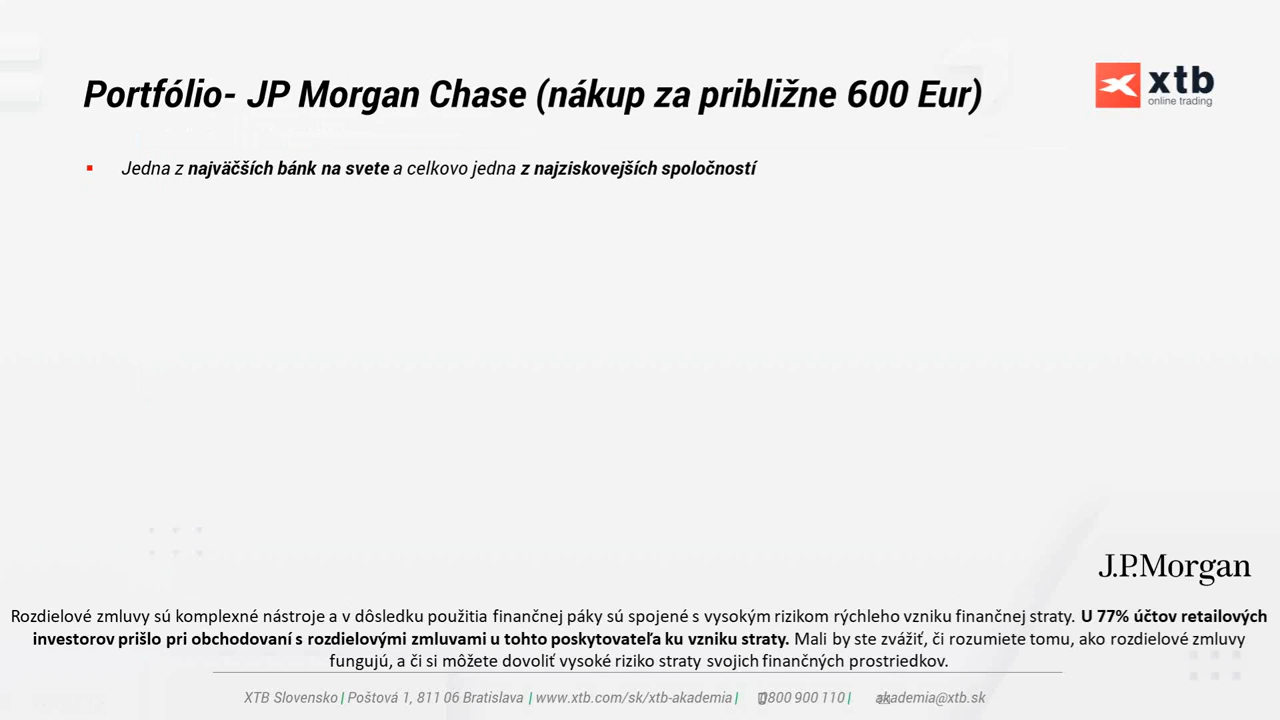 Portfólio- JP Morgan Chase (nákup za približne 600 Eur)
xtb
online trading
Jedna z najväčších bánk na svete a celkovo jedna z najziskovejších spoločností
J.P.Morgan
Rozdielové zmluvy sú komplexné nástroje a v dôsledku použitia finančnej páky sú spojené s vysokým rizikom rýchleho vzniku finančnej straty. U 77% účtov retailových
investorov prišlo pri obchodovaní s rozdielovými zmluvami u tohto poskytovateľa ku vzniku straty. Mali by ste zvážiť, či rozumiete tomu, ako rozdielové zmluvy
fungujú, a či si môžete dovoliť vysoké riziko straty svojich finančných prostriedkov.
XTB Slovensko | Poštová 1, 811 06 Bratislava | www.xtb.com/sk/xtb-akademia | 0800 900 110 | akademia@xtb.sk